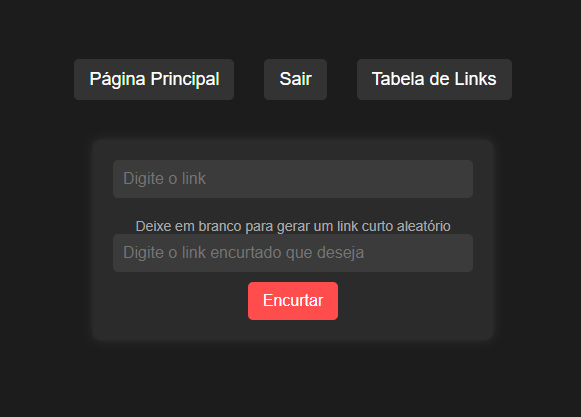 Página Principal Sair Tabela de Links
Digite o link
Deixe em branco para gerar um link curto aleatório
Digite o link encurtado que deseja
Encurtar